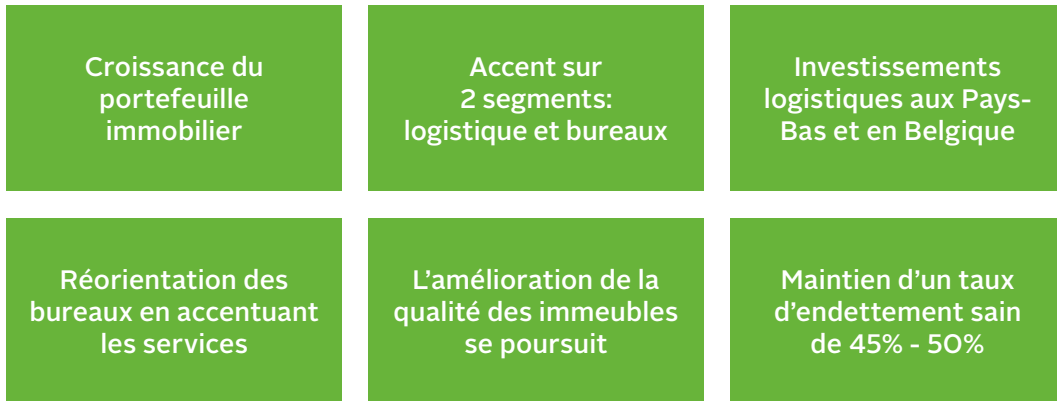 Croissance du
portefeuille
immobilier
Accent sur
2 segments:
logistique et bureaux
Investissements
logistiques aux Pays-
Bas et en Belgique
Réorientation des
bureaux en accentuant
les services
L’amélioration de la
qualité des immeubles
se poursuit
Maintien d’un taux
d’endettement sain
de 45% - 50%